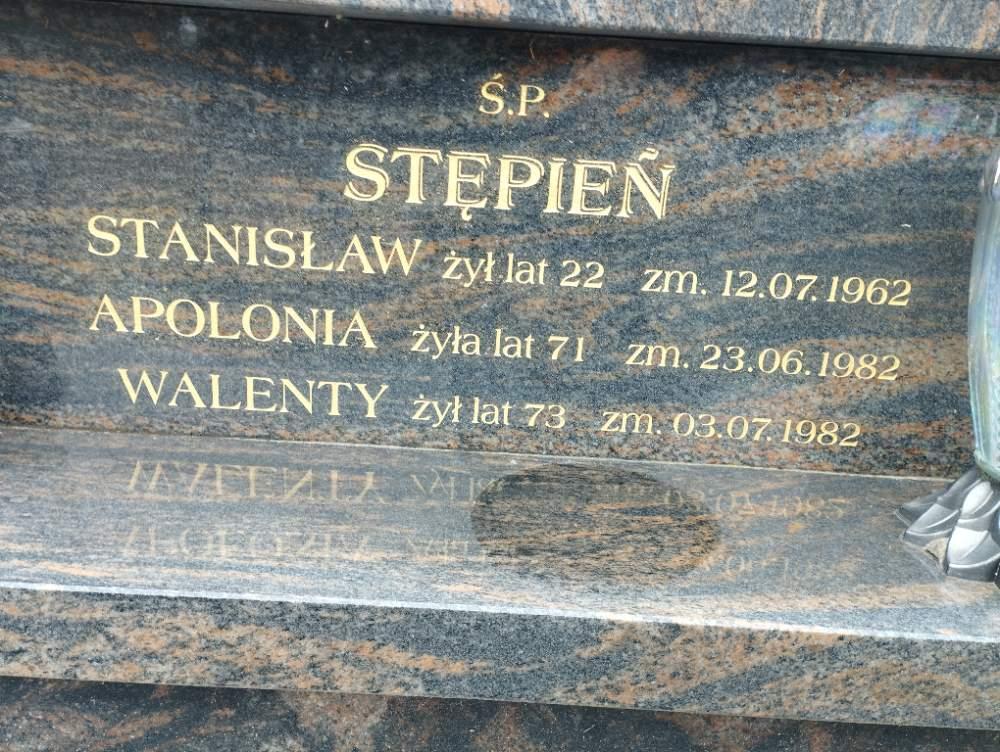 Ś.P.
STĘPIEŃ
STANISŁAW żył lat 22 zm. 12.07.1962
APOLONIA żyła lat 71 zm. 23.06.1982
WALENTY żył lat 73 zm. 03.07.1982